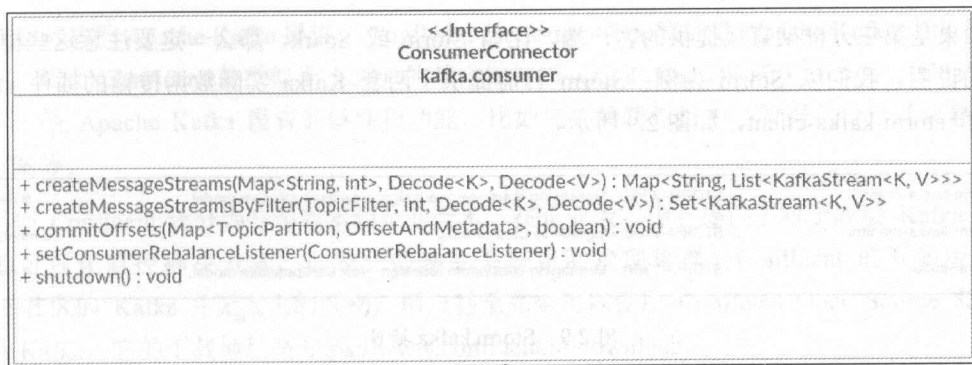 <<Interface>>
ConsumerConnector
kafka.consumer
+ createMessageStreams(Map<String, int>, Decode<K>, Decode<V>) : Map<String, List<KafkaStream<K, V>>>
+ createMessageStreamsByFilter(TopicFilter, int, Decode<K>, Decode<V>) : Set<KafkaStream<K, V>>
+ commitOffsets(Map<TopicPartition, OffsetAndMetadata>, boolean) : void
+ setConsumerRebalanceListener(ConsumerRebalanceListener) : void
+ shutdown() : void